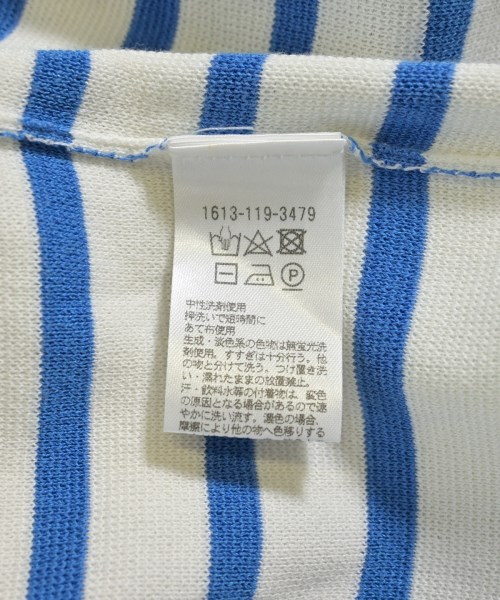 1613-119-3479
中性洗剤使用
押洗いで短時間に
あて布使用
生成・淡色系の色物は無蛍光洗
剤使用。すすぎは十分行う。他
の物と分けて洗う。つけ置き洗
い・濡れたままの放置禁止。
汗・飲料水等の付着物は、変色
の原因となる場合があるので速
やかに洗い流す。濃色の場合、
摩擦により他の物へ色移りする